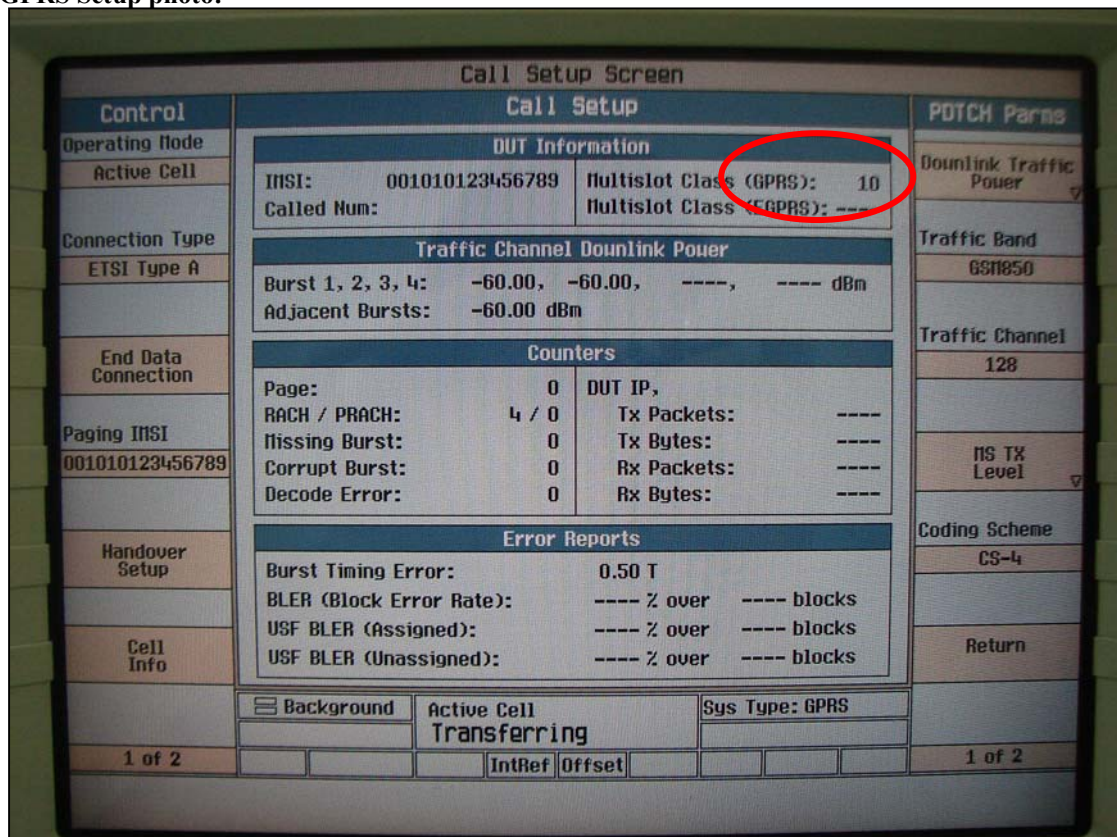 GPRS Setup photo:
Call Setup Screen
Control
Operating Mode
Active Cell
Connection Type
ETSI Type A
End Data
Connection
Paging IMSI
001010123456789
Handover
Setup
Cell
Info
1 of 2
Call Setup
DUT Information
IMSI: 001010123456789
Called Num:
Multislot Class (GPRS): 10
Multislot Class (EGPRS): ---
Traffic Channel Downlink Power
Burst 1, 2, 3, 4: -60.00, -60.00, ----, ---- dBm
Adjacent Bursts: -60.00 dBm
Counters
Page: 0
RACH / PRACH: 4 / 0
Missing Burst: 0
Corrupt Burst: 0
Decode Error: 0
DUT IP,
Tx Packets: ----
Tx Bytes: ----
Rx Packets: ----
Rx Bytes: ----
Error Reports
Burst Timing Error: 0.50 T
BLER (Block Error Rate): ---- % over ---- blocks
USF BLER (Assigned): ---- % over ---- blocks
USF BLER (Unassigned): ---- % over ---- blocks
Background
Active Cell
Transferring
Sys Type: GPRS
IntRef Offset
PDTCH Parms
Downlink Traffic
Power
Traffic Band
GSM850
Traffic Channel
128
MS TX
Level
Coding Scheme
CS-4
Return
1 of 2